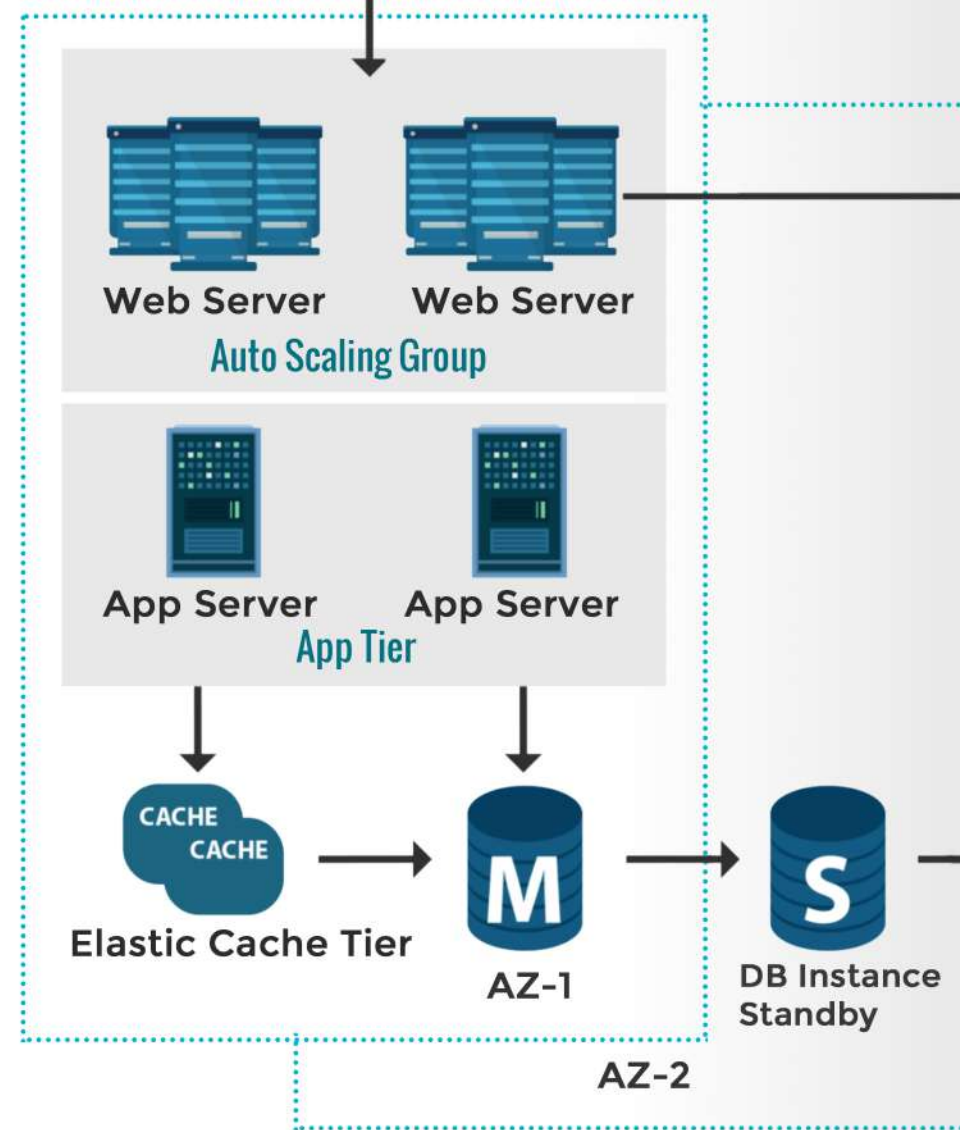 Web Server
Web Server
Auto Scaling Group
App Server
App Server
App Tier
CACHE
CACHE
Elastic Cache Tier
M
AZ-1
S
DB Instance
Standby
AZ-2